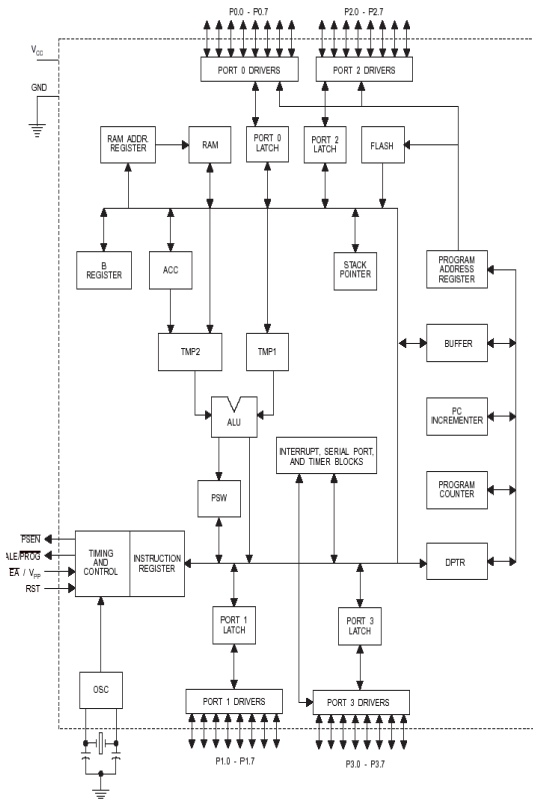 P0.0 - P0.7
P2.0 - P2.7
VCC
PORT 0 DRIVERS
PORT 2 DRIVERS
GND
RAM ADDR.
REGISTER
RAM
PORT 0
LATCH
PORT 2
LATCH
FLASH
B
REGISTER
ACC
STACK
POINTER
PROGRAM
ADDRESS
REGISTER
TMP2
TMP1
BUFFER
ALU
PC
INCREMENTER
INTERRUPT, SERIAL PORT,
AND TIMER BLOCKS
PSW
PROGRAM
COUNTER
PSEN
ALE/PROG
EA / VPP
RST
TIMING
AND
CONTROL
INSTRUCTION
REGISTER
DPTR
PORT 1
LATCH
PORT 3
LATCH
OSC
PORT 1 DRIVERS
PORT 3 DRIVERS
P1.0 - P1.7
P3.0 - P3.7